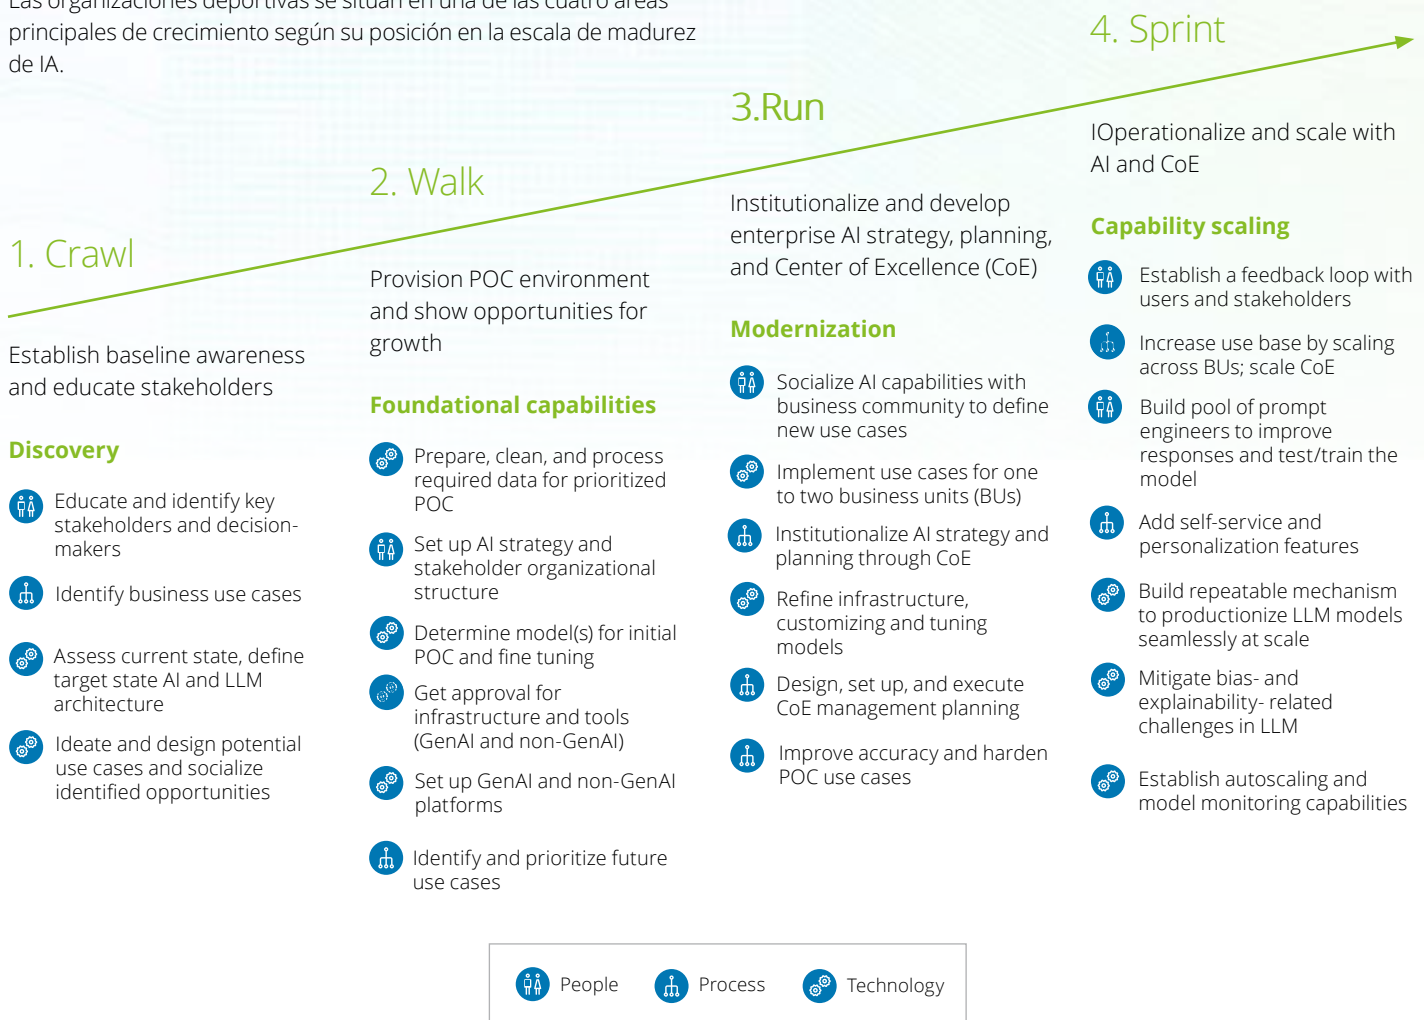 Las organizaciones deportivas se sitúan en una de las cuatro áreas
principales de crecimiento según su posición en la escala de madurez
de IA.
1. Crawl
Establish baseline awareness
and educate stakeholders
Discovery
Educate and identify key
stakeholders and decision-
makers
Identify business use cases
Assess current state, define
target state AI and LLM
architecture
Ideate and design potential
use cases and socialize
identified opportunities
2. Walk
Provision POC environment
and show opportunities for
growth
Foundational capabilities
Prepare, clean, and process
required data for prioritized
POC
Set up AI strategy and
stakeholder organizational
structure
Determine model(s) for initial
POC and fine tuning
Get approval for
infrastructure and tools
(GenAI and non-GenAI)
Set up GenAI and non-GenAI
platforms
Identify and prioritize future
use cases
3.Run
Institutionalize and develop
enterprise AI strategy, planning,
and Center of Excellence (CoE)
Modernization
Socialize AI capabilities with
business community to define
new use cases
Implement use cases for one
to two business units (BUs)
Institutionalize AI strategy and
planning through CoE
Refine infrastructure,
customizing and tuning
models
Design, set up, and execute
CoE management planning
Improve accuracy and harden
POC use cases
4. Sprint
IOperationalize and scale with
AI and CoE
Capability scaling
Establish a feedback loop with
users and stakeholders
Increase use base by scaling
across BUs; scale CoE
Build pool of prompt
engineers to improve
responses and test/train the
model
Add self-service and
personalization features
Build repeatable mechanism
to productionize LLM models
seamlessly at scale
Mitigate bias- and
explainability- related
challenges in LLM
Establish autoscaling and
model monitoring capabilities
People
Process
Technology